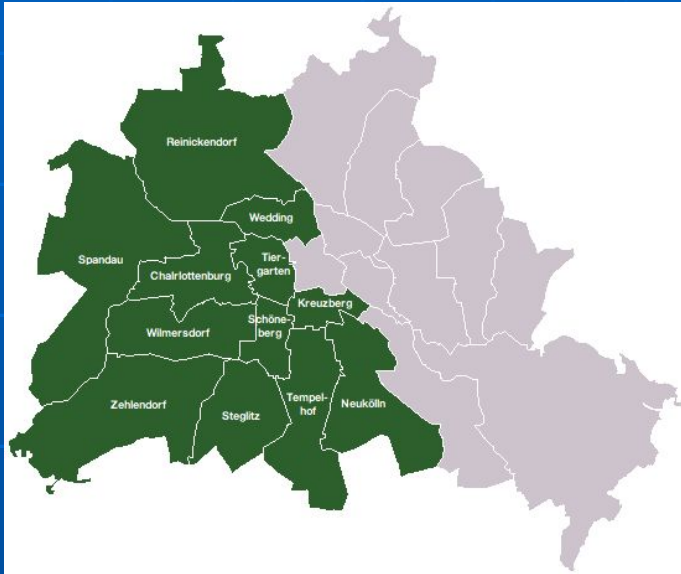 Reinickendorf
Wedding
Spandau
Tier-
garten
Chalrlottenburg
Kreuzberg
Schöne-
berg
Wilmersdorf
Zehlendorf
Steglitz
Tempel-
hof
Neukölln